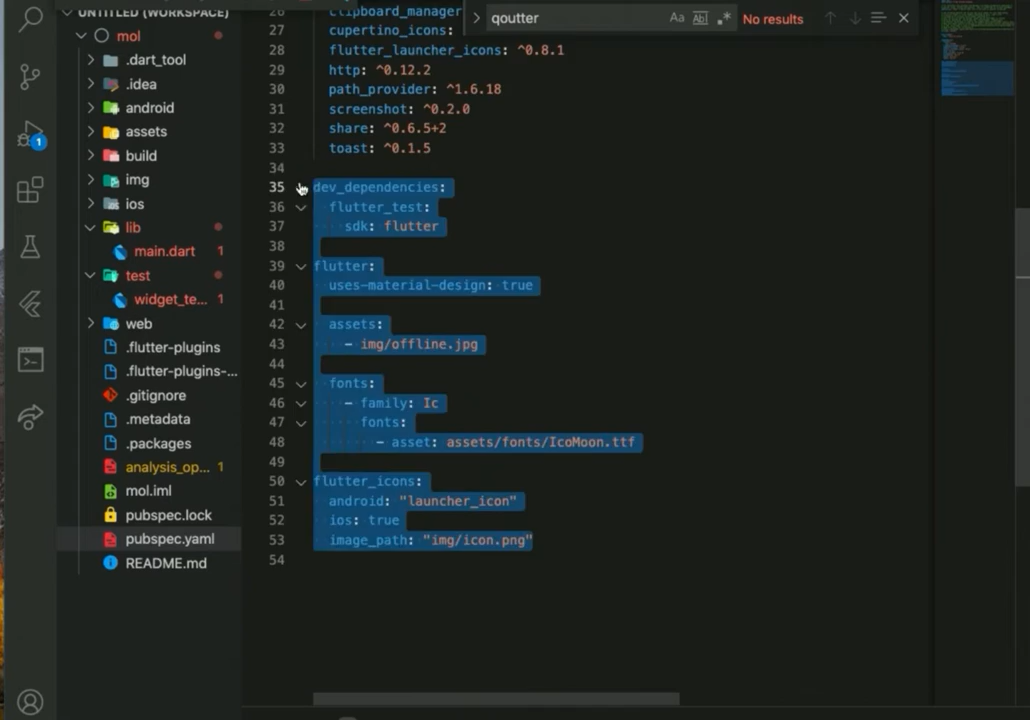 UNTITLED (WORKSPACE)
mol
.dart_tool
.idea
android
assets
build
img
ios
lib
main.dart 1
test
widget_te... 1
web
.flutter-plugins
.flutter-plugins-...
.gitignore
.metadata
.packages
analysis_op... 1
mol.iml
pubspec.lock
pubspec.yaml
README.md
1
qoutter
Aa Ab .* No results
26 clipboard_manager
27 cupertino_icons:
28 flutter_launcher_icons: ^0.8.1
29 http: ^0.12.2
30 path_provider: ^1.6.18
31 screenshot: ^0.2.0
32 share: ^0.6.5+2
33 toast: ^0.1.5
34
35 dev_dependencies:
36 flutter_test:
37 sdk: flutter
38
39 flutter:
40 uses-material-design: true
41
42 assets:
43 - img/offline.jpg
44
45 fonts:
46 - family: Ic
47 fonts:
48 - asset: assets/fonts/IcoMoon.ttf
49
50 flutter_icons:
51 android: "launcher_icon"
52 ios: true
53 image_path: "img/icon.png"
54